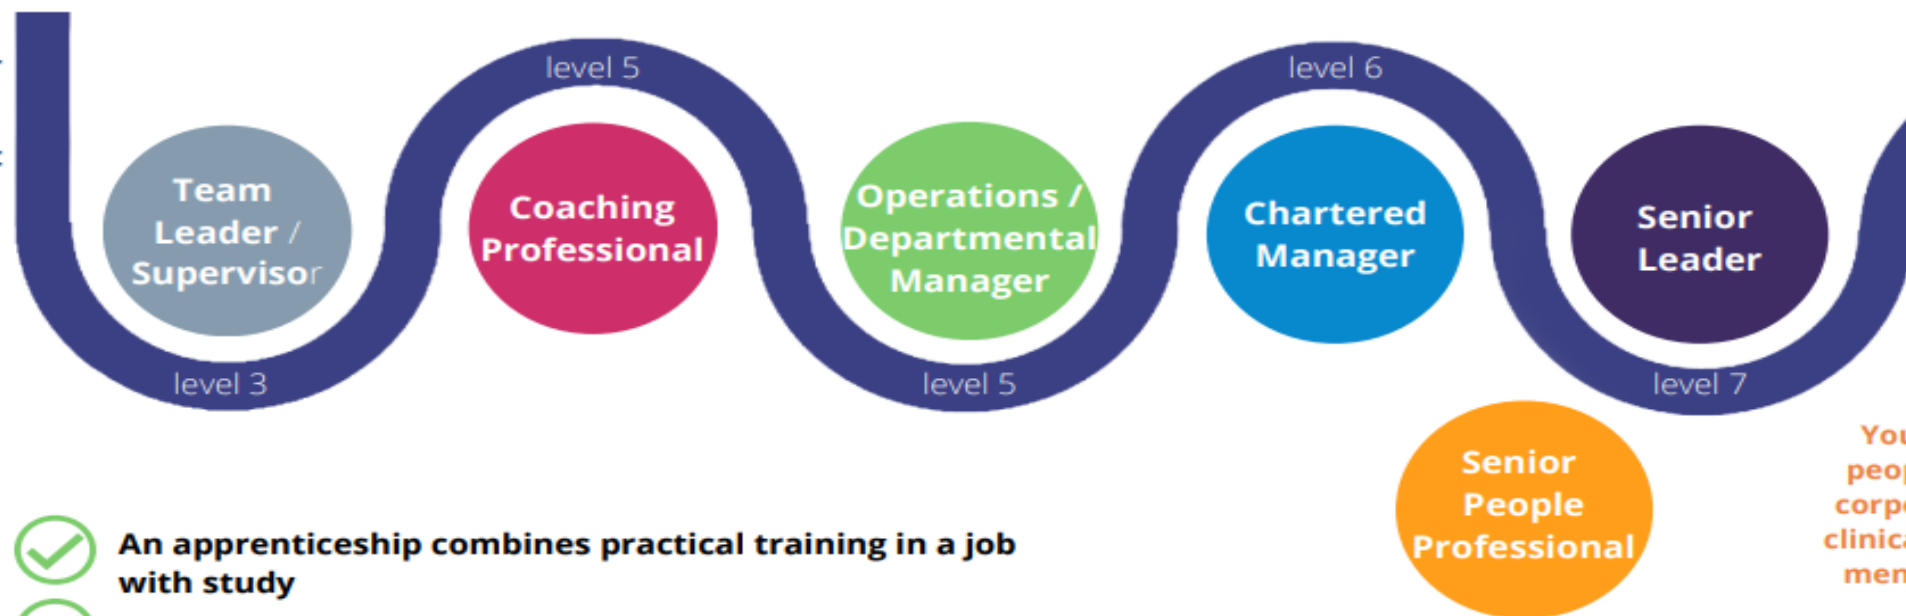 level 5
level 6
Team
Leader /
Supervisor
Coaching
Professional
Operations /
Departmental
Manager
Chartered
Manager
Senior
Leader
level 3
level 5
level 7
Senior
People
Professional
An apprenticeship combines practical training in a job
with study